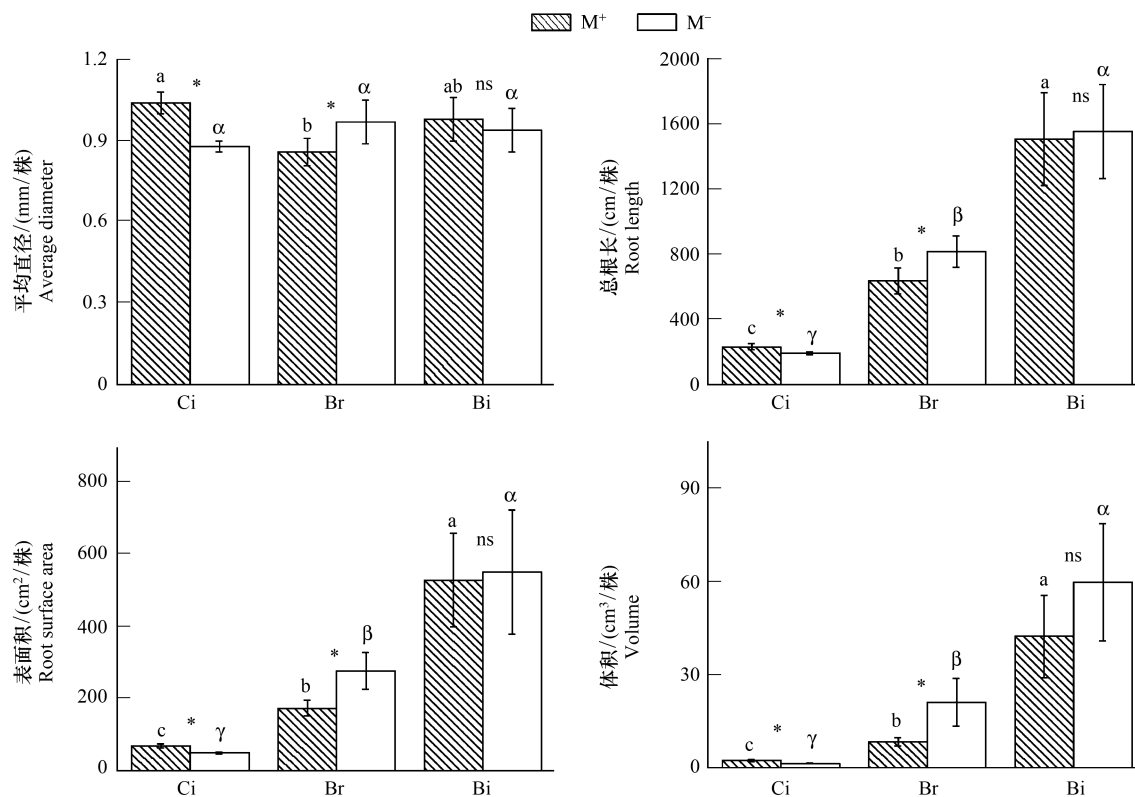 M⁺ M⁻
平均直径/(mm/株)
Average diameter
1.2
0.9
0.6
0.3
0
a * α
b * α
ab ns α
Ci Br Bi
总根长/(cm/株)
Root length
2000
1600
1200
800
400
0
c * γ
b * β
a ns α
Ci Br Bi
表面积/(cm²/株)
Root surface area
800
600
400
200
0
c * γ
b * β
a ns α
Ci Br Bi
体积/(cm³/株)
Volume
90
60
30
0
c * γ
b * β
a ns α
Ci Br Bi